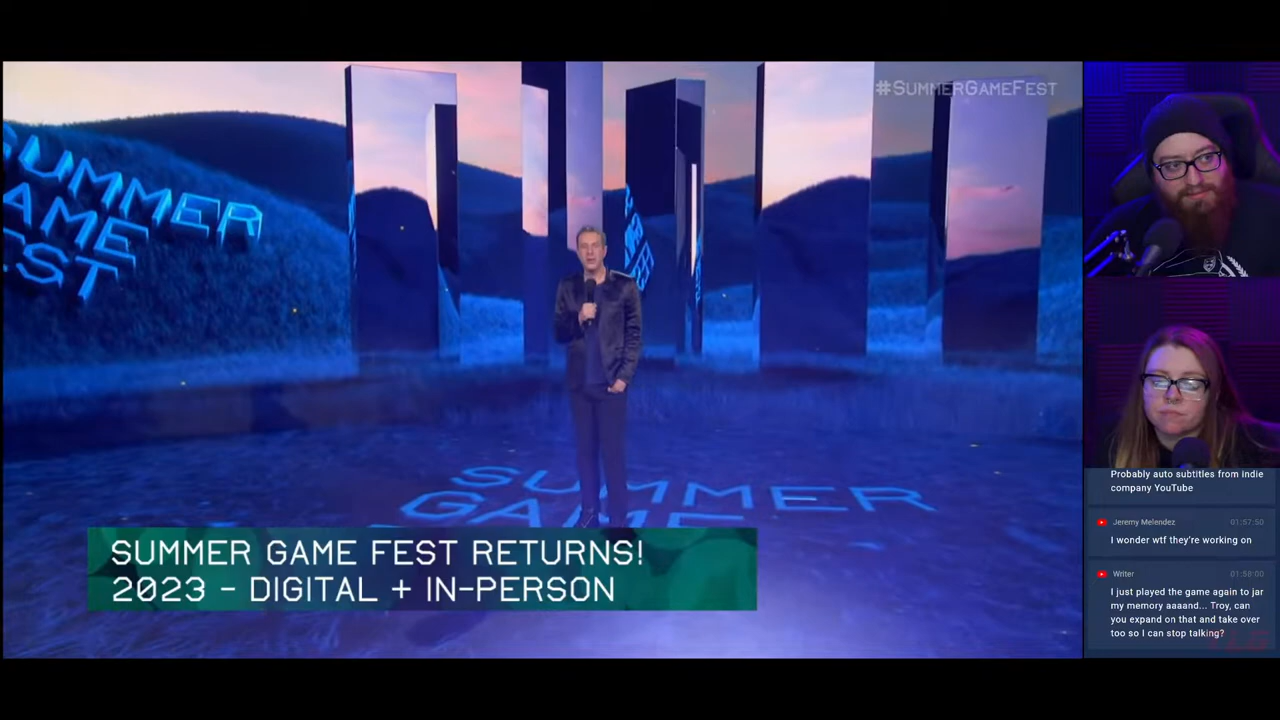 #SUMMERGAMEFEST
SUMMER
GAME
FEST
SUMMER
GAME
SUMMER GAME FEST RETURNS!
2023 - DIGITAL + IN-PERSON
Probably auto subtitles from indie
company YouTube
Jeremy Melendez 01:57:50
I wonder wtf they're working on
Writer 01:58:00
I just played the game again to jar
my memory aaaand... Troy, can
you expand on that and take over
too so I can stop talking?